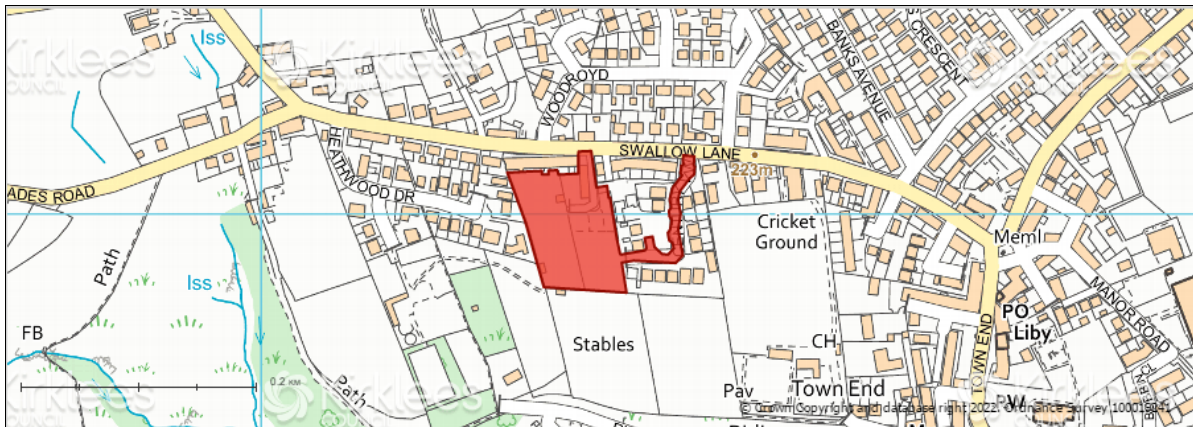 Iss
Kirklees
COUNCIL
Kirklees
Kirklees
WOODROYD
BANKS AVENUE
CRESCENT
SWALLOW LANE
223m
HEATHWOOD DR
ADES ROAD
Path
Iss
Cricket
Ground
Meml
MANOR ROAD
PO
Liby
FB
Stables
CH
TOWN END
0.2 KM
Path
Pav
Town End
© Crown Copyright and database right 2022. Ordnance Survey 100019241